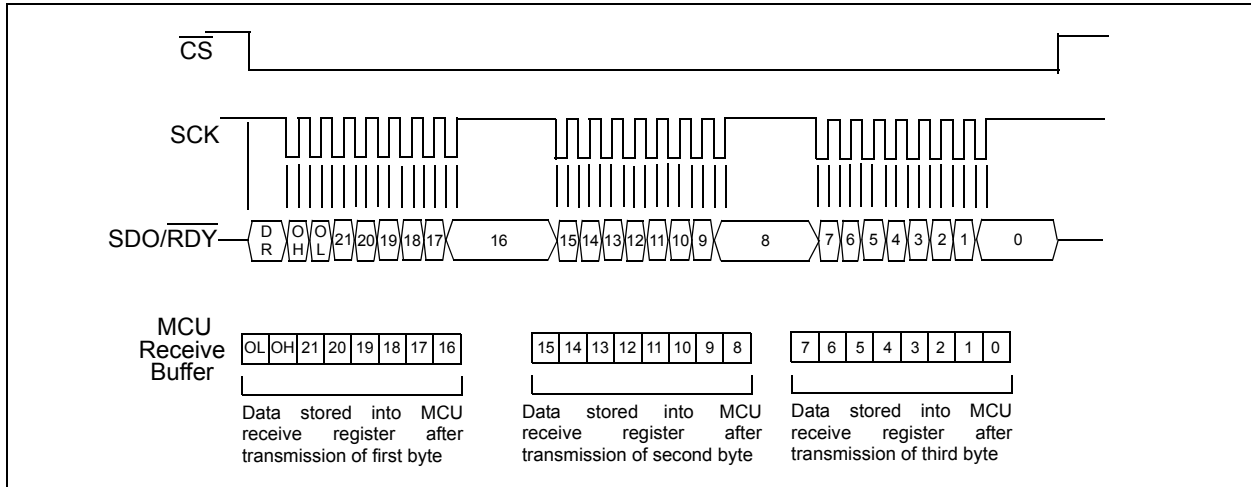 CS
SCK
SDO/RDY
DR OH OL 21 20 19 18 17 16 15 14 13 12 11 10 9 8 7 6 5 4 3 2 1 0
MCU
Receive
Buffer
OL OH 21 20 19 18 17 16
15 14 13 12 11 10 9 8
7 6 5 4 3 2 1 0
Data stored into MCU
receive register after
transmission of first byte
Data stored into MCU
receive register after
transmission of second byte
Data stored into MCU
receive register after
transmission of third byte